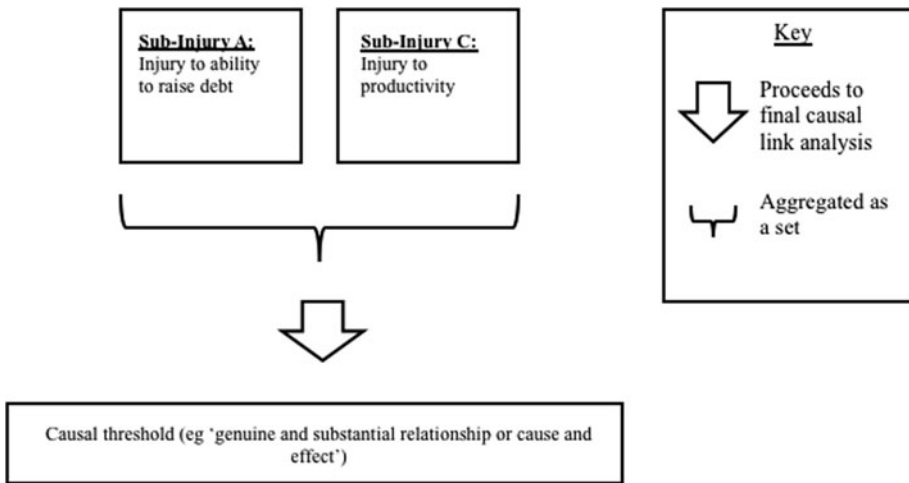 Sub-Injury A:
Injury to ability
to raise debt
Sub-Injury C:
Injury to
productivity
Key
Proceeds to
final causal
link analysis
Aggregated as
a set
Causal threshold (eg ‘genuine and substantial relationship or cause and
effect’)